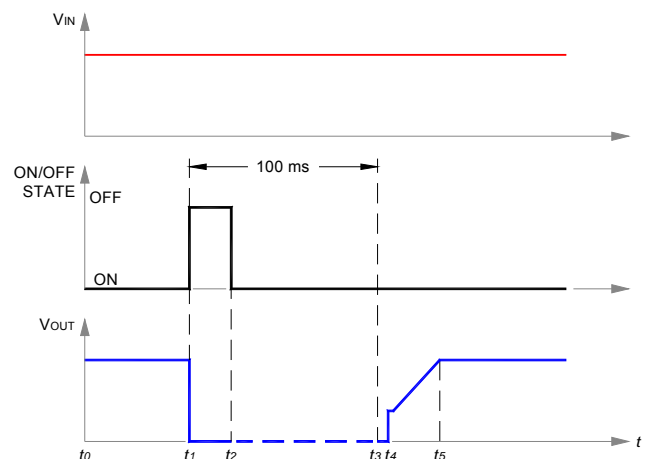 VIN
100 ms
ON/OFF
STATE
OFF
ON
VOUT
t
t0 t1 t2 t3 t4 t5